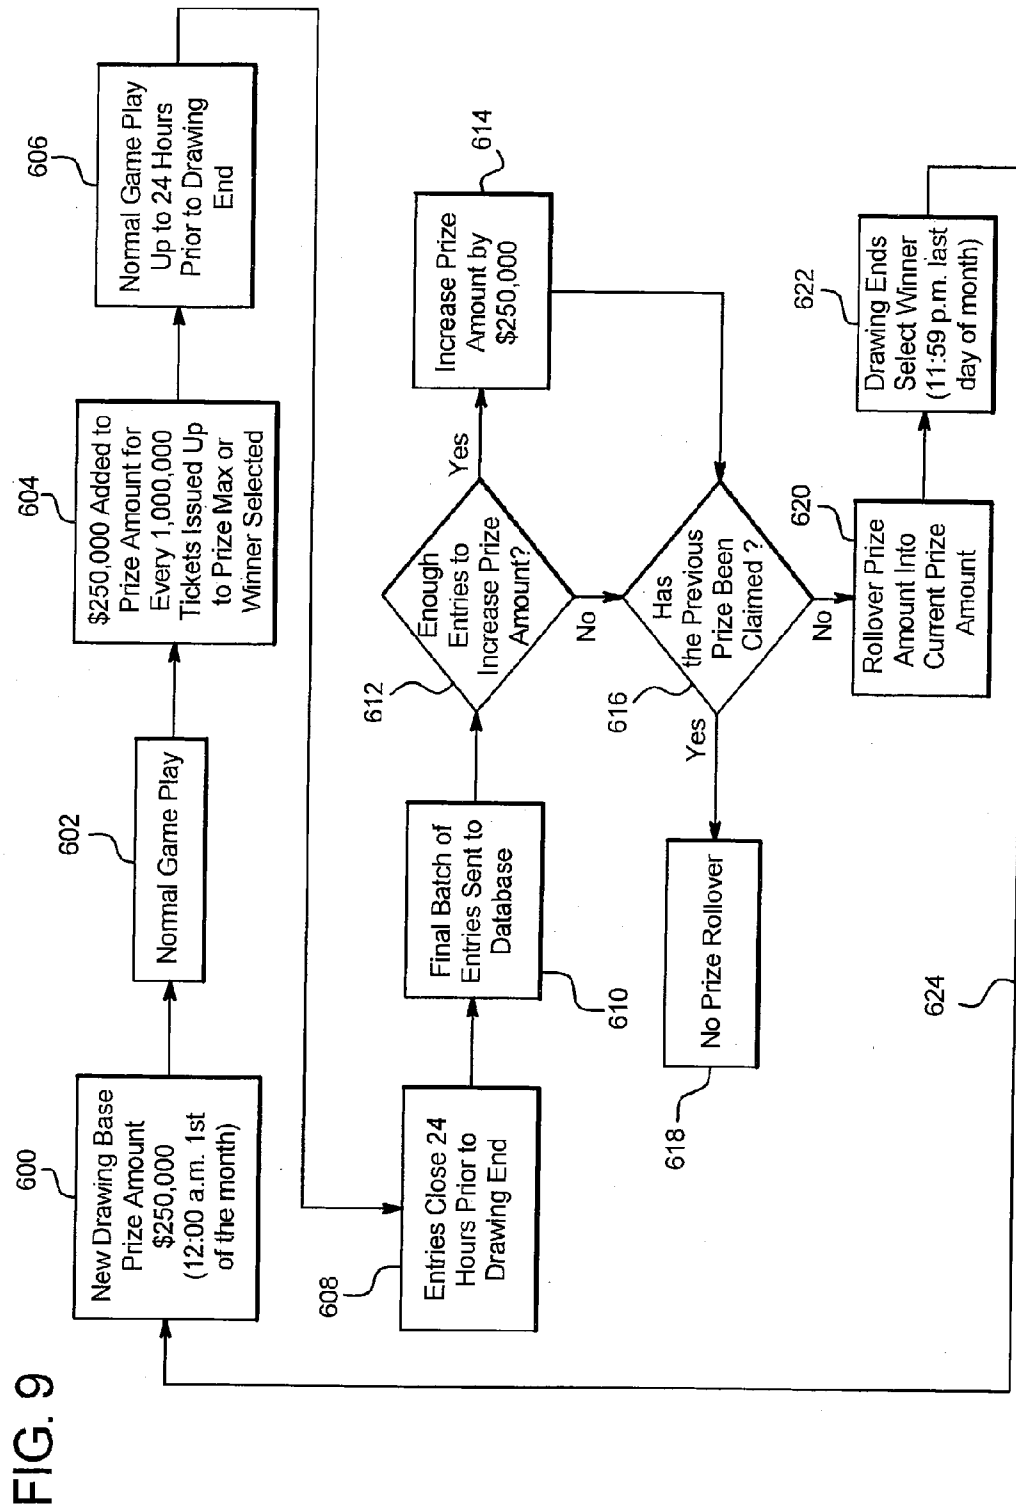 FIG. 9
600
New Drawing Base
Prize Amount
$250,000
(12:00 a.m. 1st
of the month)
602
Normal Game Play
604
$250,000 Added to
Prize Amount for
Every 1,000,000
Tickets Issued Up
to Prize Max or
Winner Selected
606
Normal Game Play
Up to 24 Hours
Prior to Drawing
End
608
Entries Close 24
Hours Prior to
Drawing End
Final Batch of
Entries Sent to
Database
610
612
Enough
Entries to
Increase Prize
Amount?
Yes
No
614
Increase Prize
Amount by
$250,000
616
Has
the Previous
Prize Been
Claimed ?
Yes
No
618
No Prize Rollover
620
Rollover Prize
Amount Into
Current Prize
Amount
622
Drawing Ends
Select Winner
(11:59 p.m. last
day of month)
624